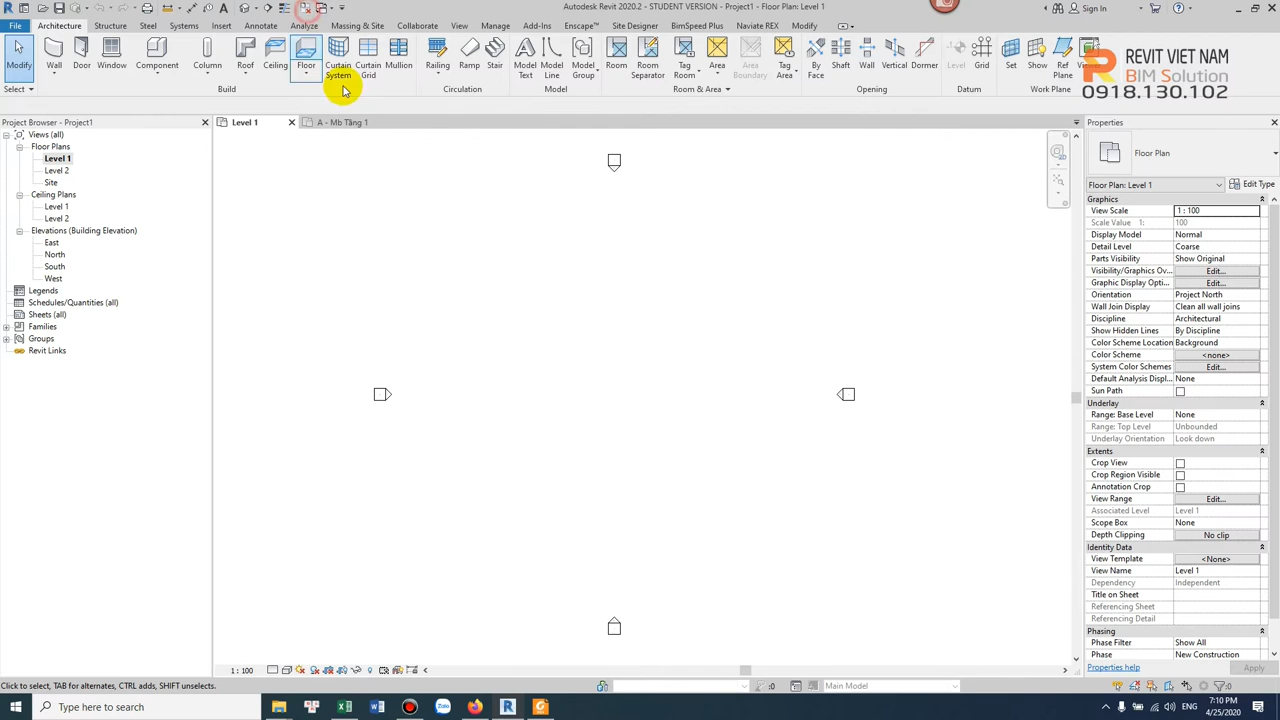 Autodesk Revit 2020.2 - STUDENT VERSION - Project1 - Floor Plan: Level 1
Sign In
File Architecture Structure Steel Systems Insert Annotate Analyze Massing & Site Collaborate View Manage Add-Ins Enscape™ Site Designer BimSpeed Plus Naviate REX Modify
Modify Wall Door Window Component Column Roof Ceiling Floor Curtain System Curtain Grid Mullion Railing Ramp Stair Model Text Model Line Model Group Room Room Separator Tag Room Area Area Boundary Tag Area By Face Shaft Wall Vertical Dormer Level Grid Set Show Ref Plane Viewer
Select Build Circulation Model Room & Area Opening Datum Work Plane
REVIT VIET NAM
BIM Solution
0918.130.102
Project Browser - Project1
Level 1
A - Mb Tầng 1
Properties
Views (all)
Floor Plans
Level 1
Level 2
Site
Ceiling Plans
Level 1
Level 2
Elevations (Building Elevation)
East
North
South
West
Legends
Schedules/Quantities (all)
Sheets (all)
Families
Groups
Revit Links
Floor Plan
Floor Plan: Level 1 Edit Type
Graphics
View Scale 1 : 100
Scale Value 1: 100
Display Model Normal
Detail Level Coarse
Parts Visibility Show Original
Visibility/Graphics Ov... Edit...
Graphic Display Opti... Edit...
Orientation Project North
Wall Join Display Clean all wall joins
Discipline Architectural
Show Hidden Lines By Discipline
Color Scheme Location Background
Color Scheme <none>
System Color Schemes Edit...
Default Analysis Displ... None
Sun Path
Underlay
Range: Base Level None
Range: Top Level Unbounded
Underlay Orientation Look down
Extents
Crop View
Crop Region Visible
Annotation Crop
View Range Edit...
Associated Level Level 1
Scope Box None
Depth Clipping No clip
Identity Data
View Template <None>
View Name Level 1
Dependency Independent
Title on Sheet
Referencing Sheet
Referencing Detail
Phasing
Phase Filter Show All
Phase New Construction
Properties help Apply
1 : 100
Click to select, TAB for alternates, CTRL adds, SHIFT unselects.
:0
Main Model
:0
Type here to search
ENG
7:10 PM
4/25/2020